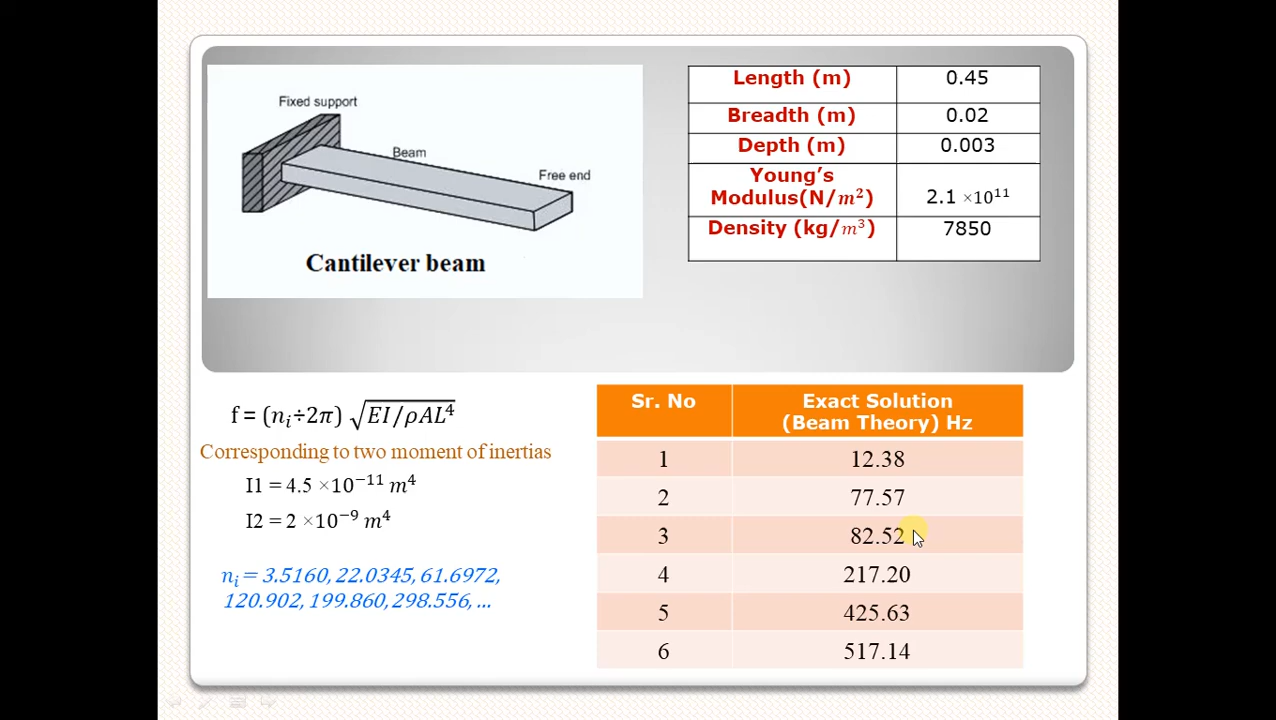 Fixed support
Beam
Free end
Cantilever beam
Length (m) 0.45
Breadth (m) 0.02
Depth (m) 0.003
Young's
Modulus(N/m²) 2.1 ×10¹¹
Density (kg/m³) 7850
f = (nᵢ÷2π) √EI/ρAL⁴
Corresponding to two moment of inertias
I1 = 4.5 ×10⁻¹¹ m⁴
I2 = 2 ×10⁻⁹ m⁴
nᵢ = 3.5160, 22.0345, 61.6972,
120.902, 199.860, 298.556, ...
Sr. No Exact Solution
(Beam Theory) Hz
1 12.38
2 77.57
3 82.52
4 217.20
5 425.63
6 517.14